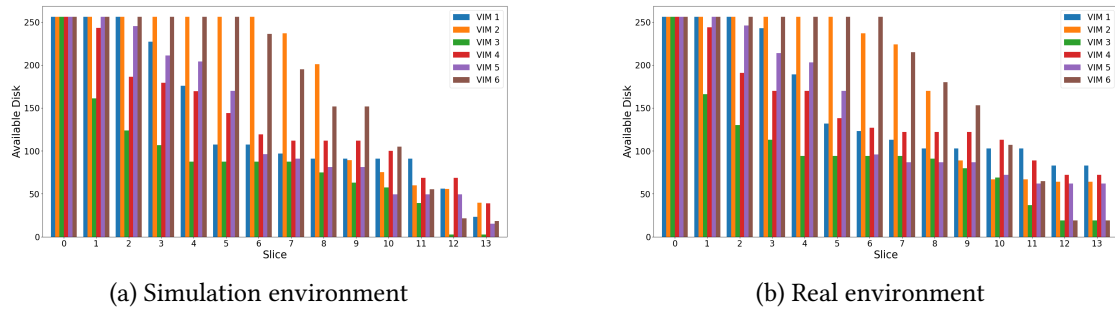 250
200
150
100
50
0
Available Disk
0 1 2 3 4 5 6 7 8 9 10 11 12 13
Slice
VIM 1
VIM 2
VIM 3
VIM 4
VIM 5
VIM 6
(a) Simulation environment
250
200
150
100
50
0
Available Disk
0 1 2 3 4 5 6 7 8 9 10 11 12 13
Slice
VIM 1
VIM 2
VIM 3
VIM 4
VIM 5
VIM 6
(b) Real environment